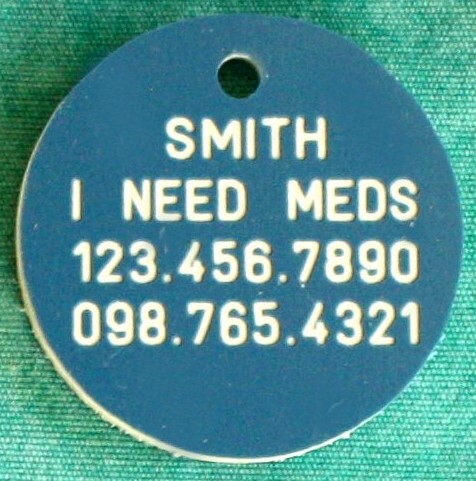 SMITH
I NEED MEDS
123.456.7890
098.765.4321